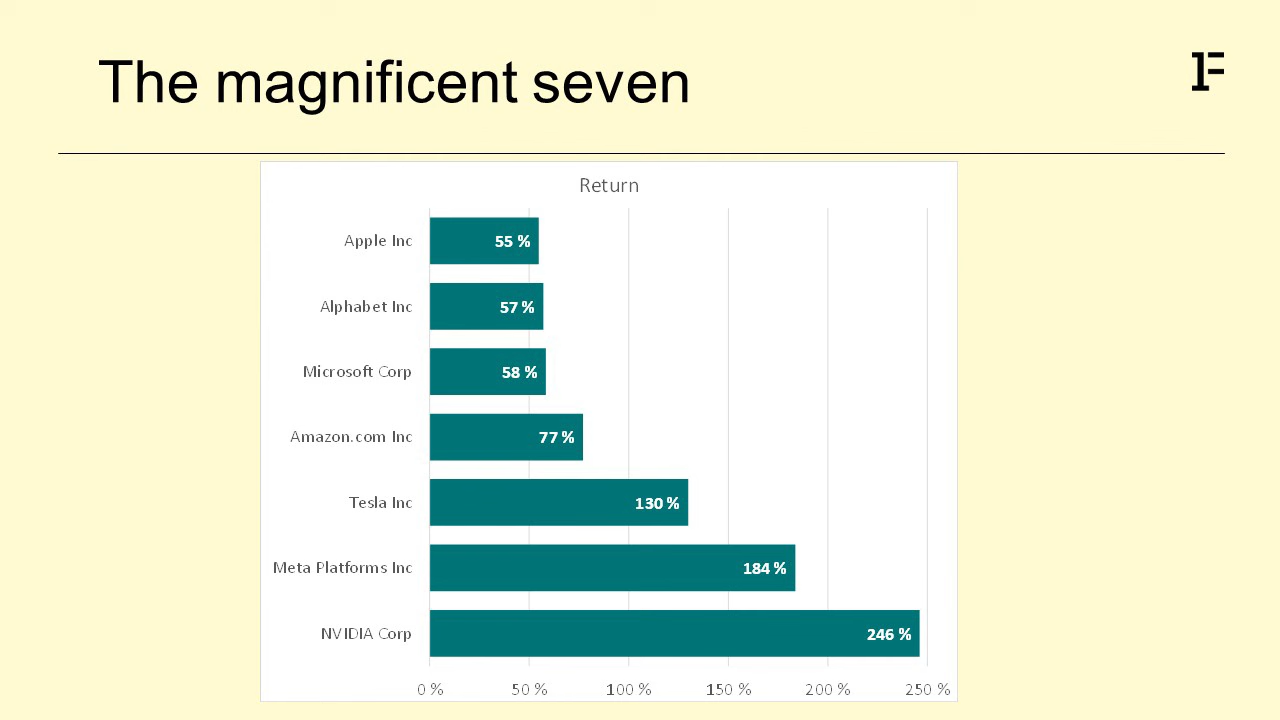 The magnificent seven
1F
Return
Apple Inc 55 %
Alphabet Inc 57 %
Microsoft Corp 58 %
Amazon.com Inc 77 %
Tesla Inc 130 %
Meta Platforms Inc 184 %
NVIDIA Corp 246 %
0 % 50 % 100 % 150 % 200 % 250 %